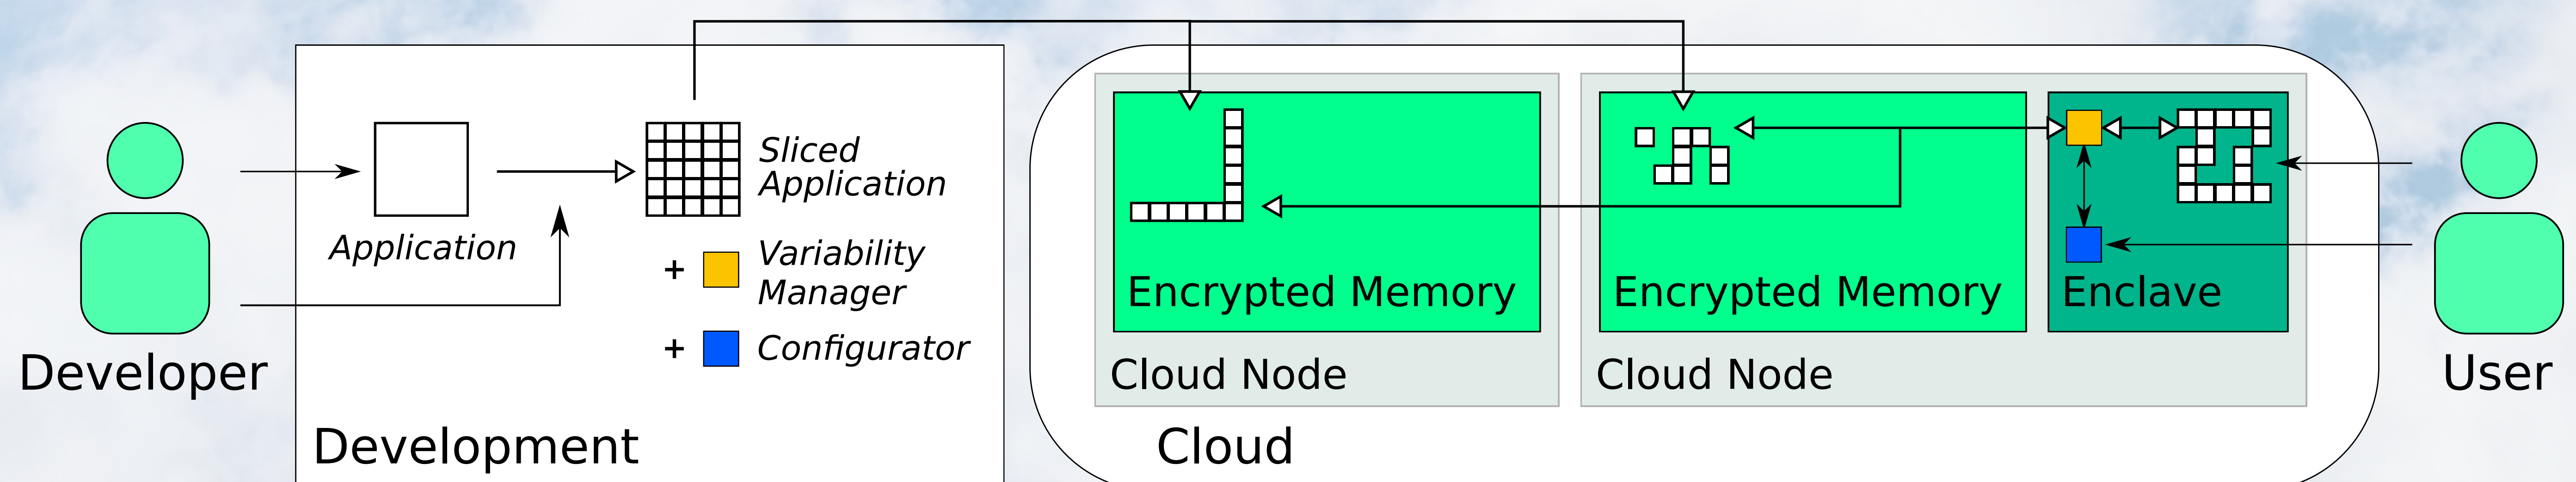 Developer
Application
Sliced
Application
+
Variability
Manager
+
Configurator
Development
Encrypted Memory
Cloud Node
Encrypted Memory
Enclave
Cloud Node
Cloud
User